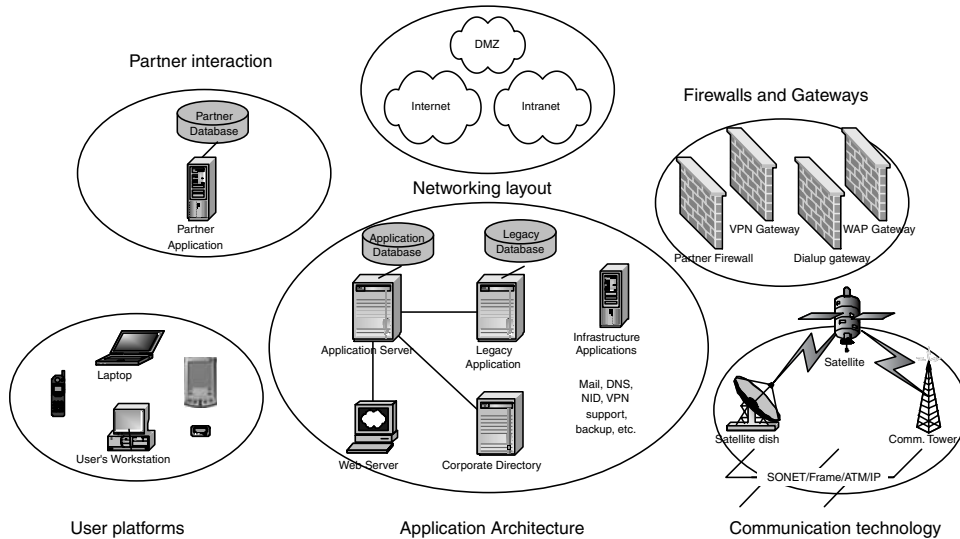 DMZ
Internet
Intranet
Networking layout
Partner interaction
Partner
Database
Partner
Application
Firewalls and Gateways
VPN Gateway
WAP Gateway
Partner Firewall
Dialup gateway
Application
Database
Legacy
Database
Application Server
Legacy
Application
Infrastructure
Applications
Mail, DNS,
NID, VPN
support,
backup, etc.
Web Server
Corporate Directory
Application Architecture
Laptop
User's Workstation
User platforms
Satellite
Satellite dish
Comm. Tower
SONET/Frame/ATM/IP
Communication technology